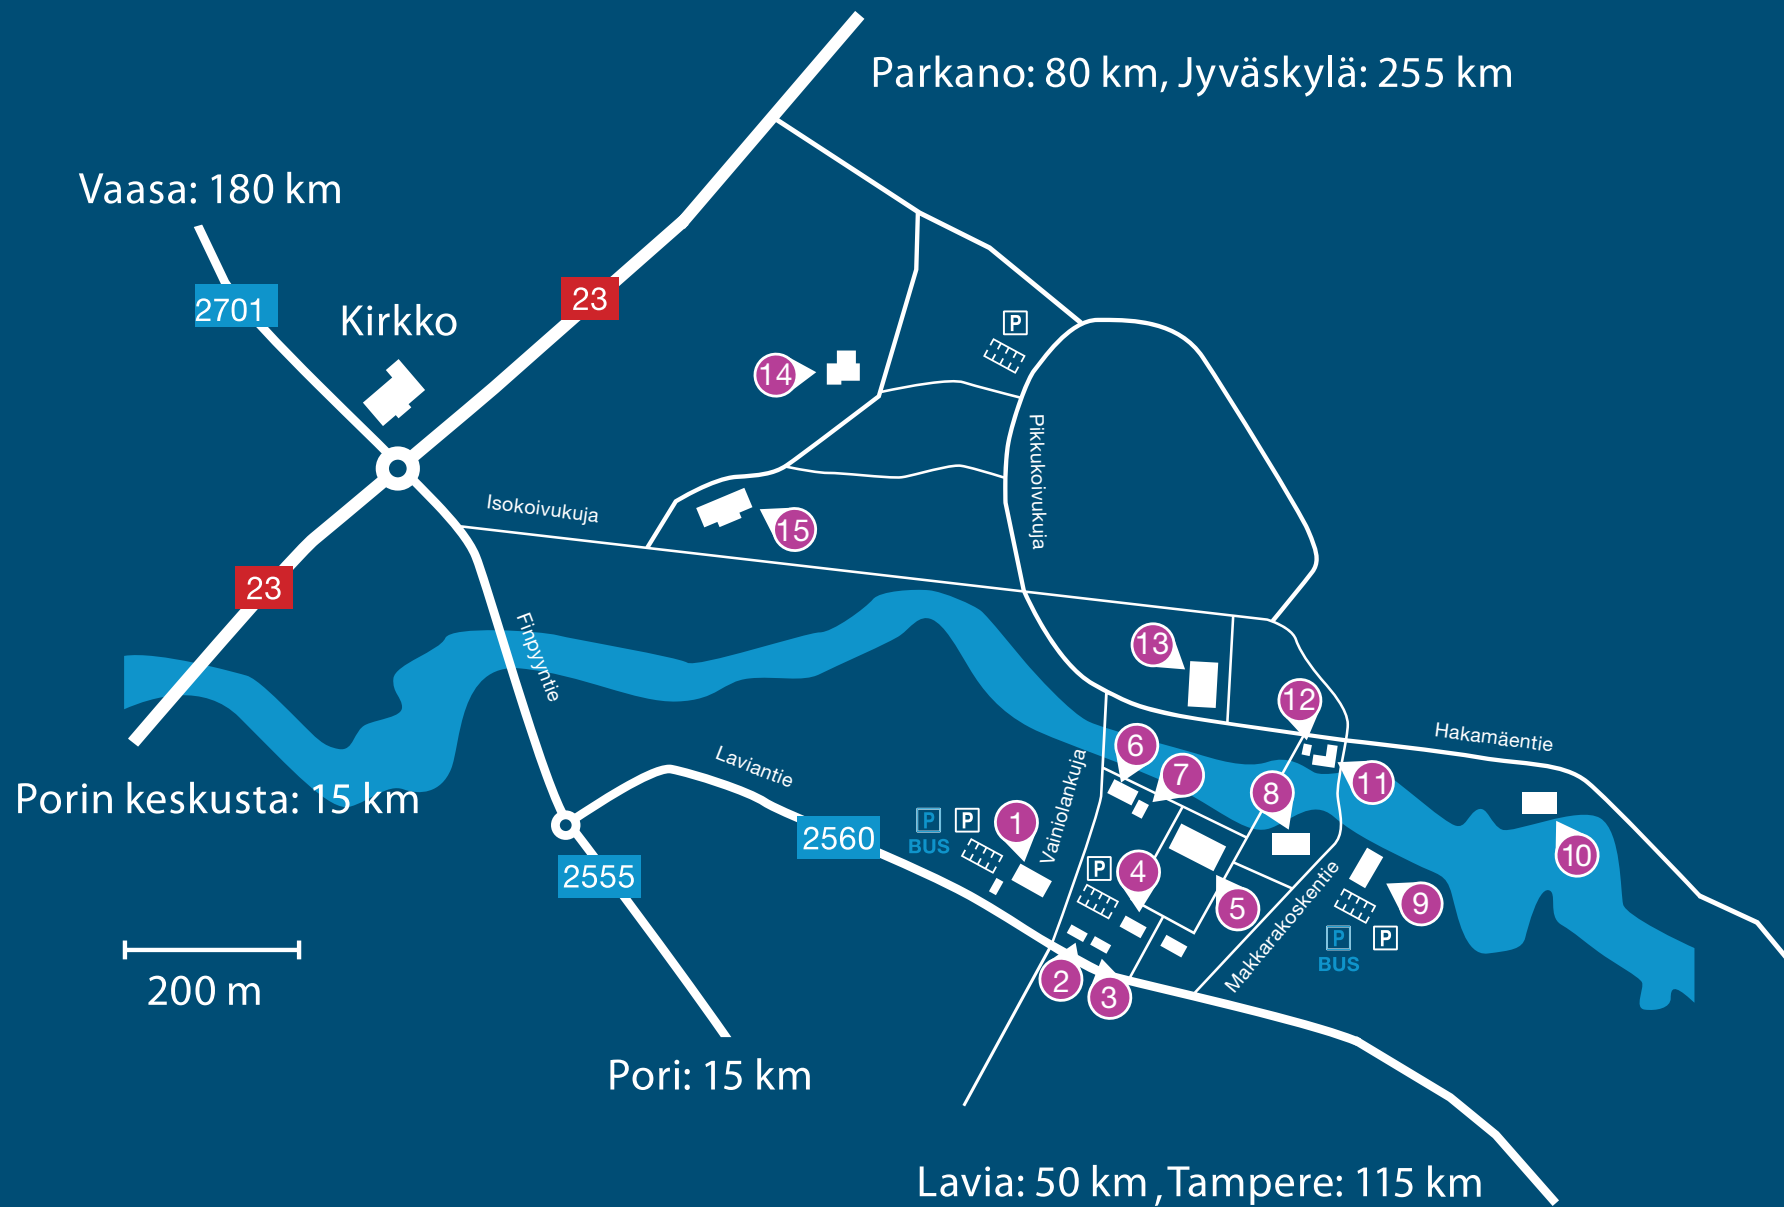 Parkano: 80 km, Jyväskylä: 255 km
Vaasa: 180 km
2701
23
Kirkko
P
14
Pikkukoivukuja
Isokoivukuja
15
23
Finpyyntie
13
12
Hakamäentie
6
7
8
11
Laviantie
Vainiolankuja
Porin keskusta: 15 km
P
BUS
P
1
2560
2555
P
4
5
10
9
Makkarakoskentie
P
BUS
P
2
3
200 m
Pori: 15 km
Lavia: 50 km, Tampere: 115 km